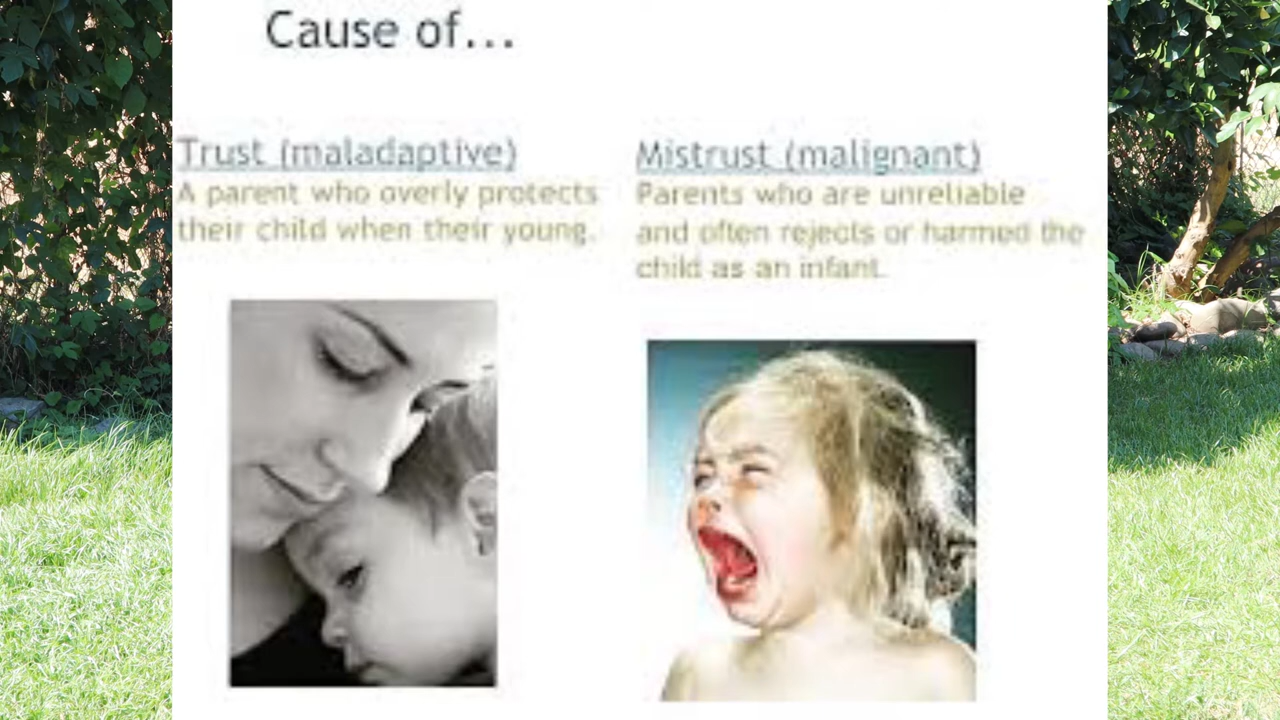 Cause of...
Trust (maladaptive)
A parent who overly protects
their child when their young.
Mistrust (malignant)
Parents who are unreliable
and often rejects or harmed the
child as an infant.